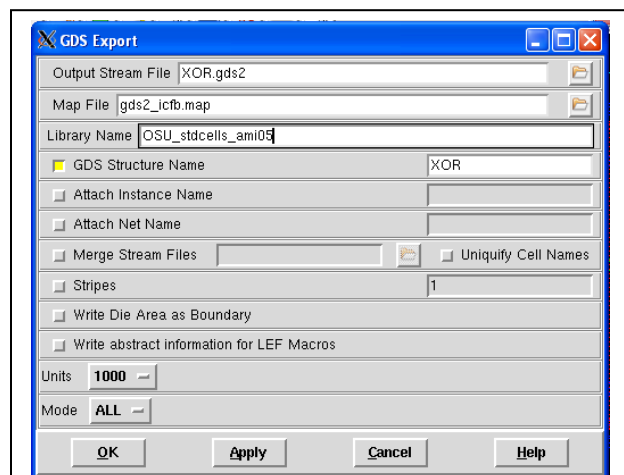 GDS Export
Output Stream File XOR.gds2
Map File gds2_icfb.map
Library Name OSU_stdcells_ami05
GDS Structure Name XOR
Attach Instance Name
Attach Net Name
Merge Stream Files Uniquify Cell Names
Stripes 1
Write Die Area as Boundary
Write abstract information for LEF Macros
Units 1000
Mode ALL
OK Apply Cancel Help